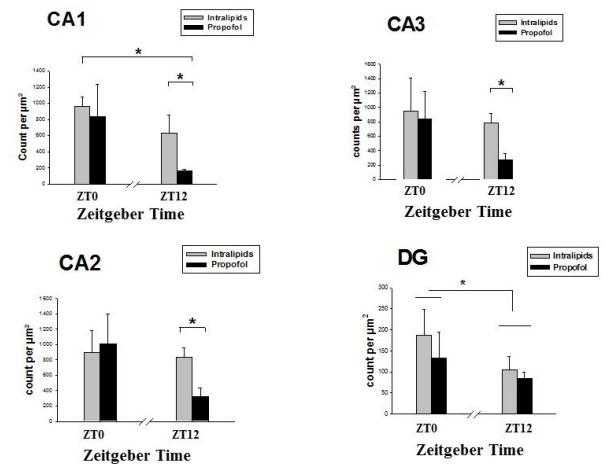 CA1
Intralipids
Propofol
*
*
Count per µm²
1400
1200
1000
800
600
400
200
0
ZT0
ZT12
Zeitgeber Time
CA3
Intralipids
Propofol
*
counts per µm²
1600
1400
1200
1000
800
600
400
200
0
ZT0
ZT12
Zeitgeber Time
CA2
Intralipids
Propofol
*
count per µm²
1600
1400
1200
1000
800
600
400
200
0
ZT0
ZT12
Zeitgeber Time
DG
Intralipids
Propofol
*
count per µm²
300
250
200
150
100
50
0
ZT0
ZT12
Zeitgeber Time